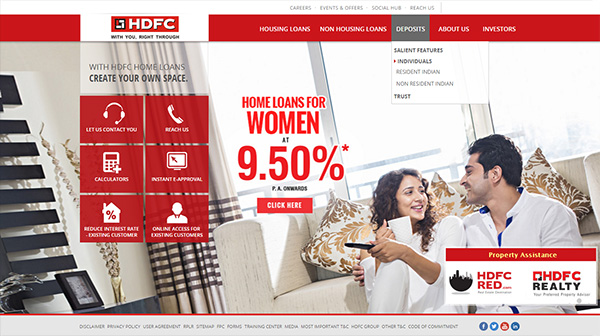 CAREERS | EVENTS & OFFERS | SOCIAL HUB | REACH US
HDFC
WITH YOU, RIGHT THROUGH
HOUSING LOANS NON HOUSING LOANS DEPOSITS ABOUT US INVESTORS
SALIENT FEATURES
INDIVIDUALS
RESIDENT INDIAN
NON RESIDENT INDIAN
TRUST
WITH HDFC HOME LOANS
CREATE YOUR OWN SPACE.
LET US CONTACT YOU
REACH US
CALCULATORS
INSTANT E-APPROVAL
REDUCE INTEREST RATE
- EXISTING CUSTOMER
ONLINE ACCESS FOR
EXISTING CUSTOMERS
HOME LOANS FOR
WOMEN
AT
9.50%*
P. A. ONWARDS
CLICK HERE
Property Assistance
HDFC
RED.com
HDFC
REALTY
Your Preferred Property Adviser
DISCLAIMER PRIVACY POLICY USER AGREEMENT RPLR SITEMAP FPC FORMS TRAINING CENTER MEDIA MOST IMPORTANT T&C HDFC GROUP OTHER T&C CODE OF COMMITMENT